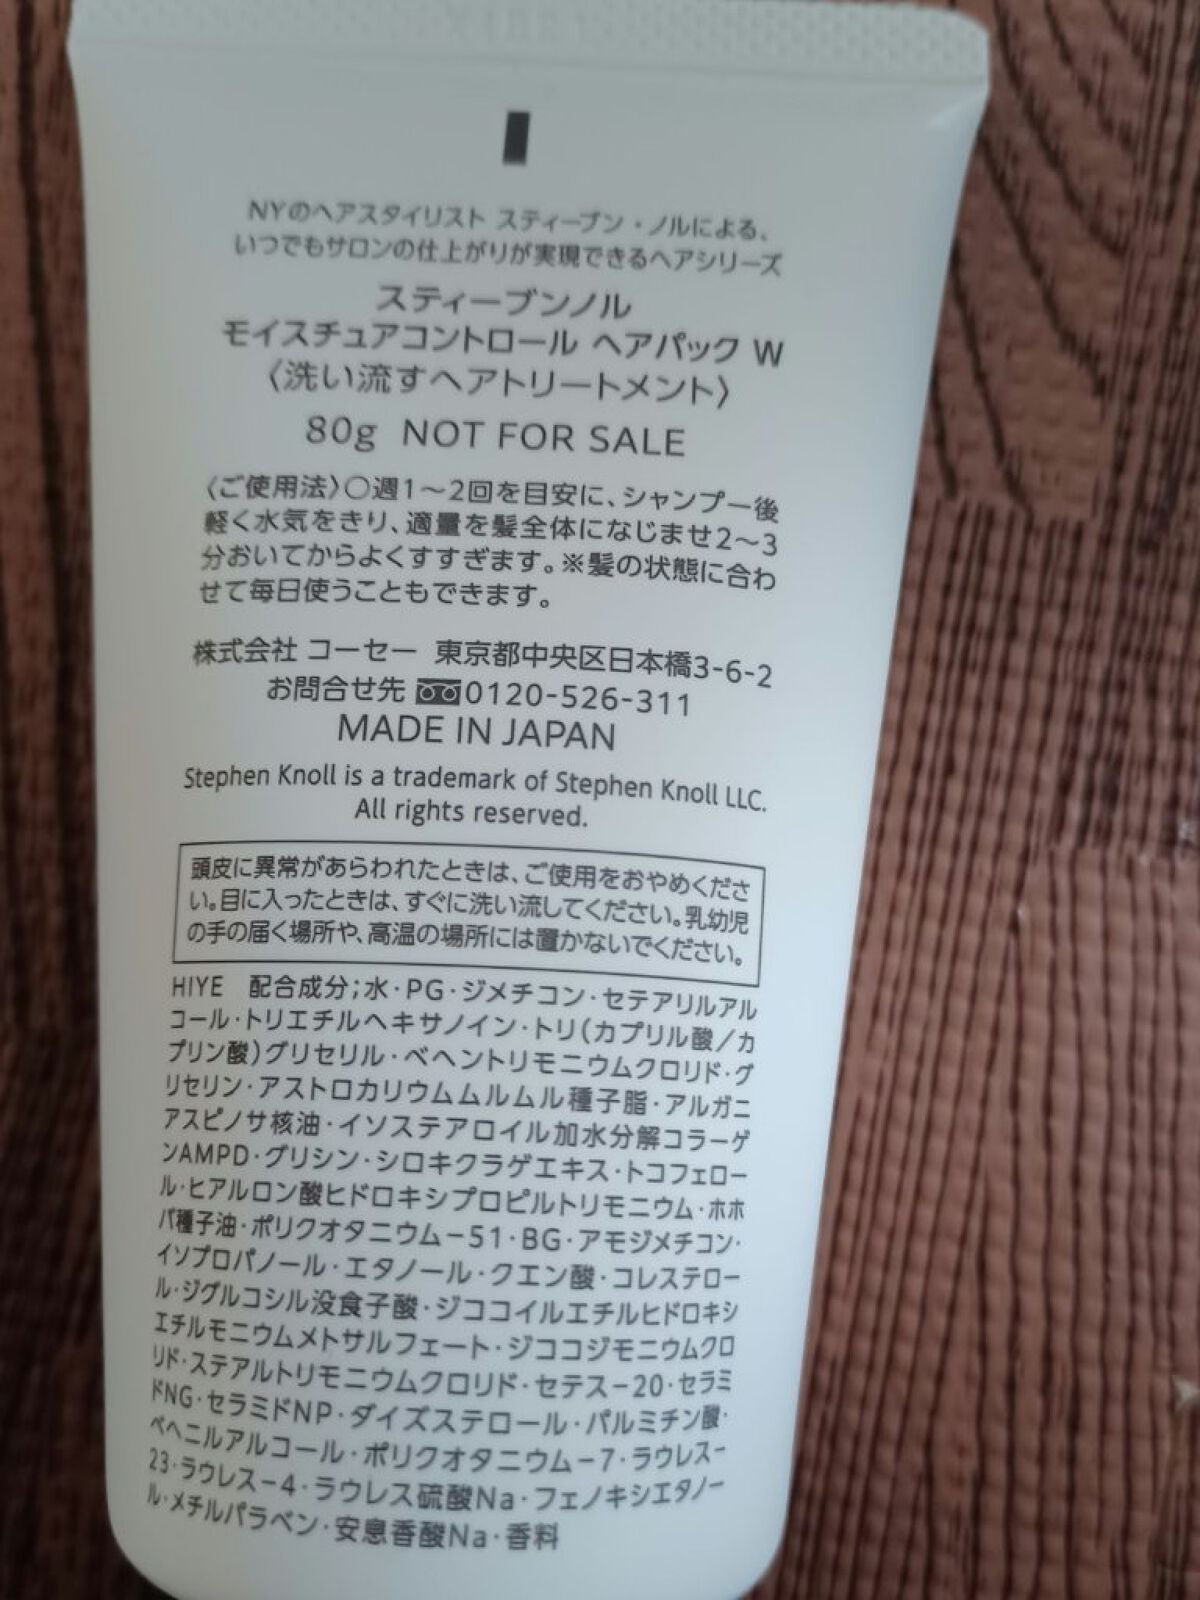 NYのヘアスタイリスト スティーブン・ノルによる、
いつでもサロンの仕上がりが実現できるヘアシリーズ
スティーブンノル
モイスチュアコントロール ヘアパック W
〈洗い流すヘアトリートメント〉
80g NOT FOR SALE
〈ご使用法〉○週1〜2回を目安に、シャンプー後
軽く水気をきり、適量を髪全体になじませ2〜3
分おいてからよくすすぎます。※髪の状態に合わ
せて毎日使うこともできます。
株式会社 コーセー 東京都中央区日本橋3-6-2
お問合せ先 0120-526-311
MADE IN JAPAN
Stephen Knoll is a trademark of Stephen Knoll LLC.
All rights reserved.
頭皮に異常があらわれたときは、ご使用をおやめくださ
い。目に入ったときは、すぐに洗い流してください。乳幼児
の手の届く場所や、高温の場所には置かないでください。
HIYE 配合成分;水・PG・ジメチコン・セテアリルアル
コール・トリエチルヘキサノイン・トリ(カプリル酸/カ
プリン酸)グリセリル・ベヘントリモニウムクロリド・グ
リセリン・アストロカリウムムルムル種子脂・アルガニ
アスピノサ核油・イソステアロイル加水分解コラーゲ
ンAMPD・グリシン・シロキクラゲエキス・トコフェロー
ル・ヒアルロン酸ヒドロキシプロピルトリモニウム・ホホ
バ種子油・ポリクオタニウム-51・BG・アモジメチコン・
イソプロパノール・エタノール・クエン酸・コレステロー
ル・ジグルコシル没食子酸・ジココイルエチルヒドロキシ
エチルモニウムメトサルフェート・ジココジモニウムクロ
リド・ステアルトリモニウムクロリド・セテス-20・セラミ
ドNG・セラミドNP・ダイズステロール・パルミチン酸・
ベヘニルアルコール・ポリクオタニウム-7・ラウレス-
23・ラウレス-4・ラウレス硫酸Na・フェノキシエタノー
ル・メチルパラベン・安息香酸Na・香料